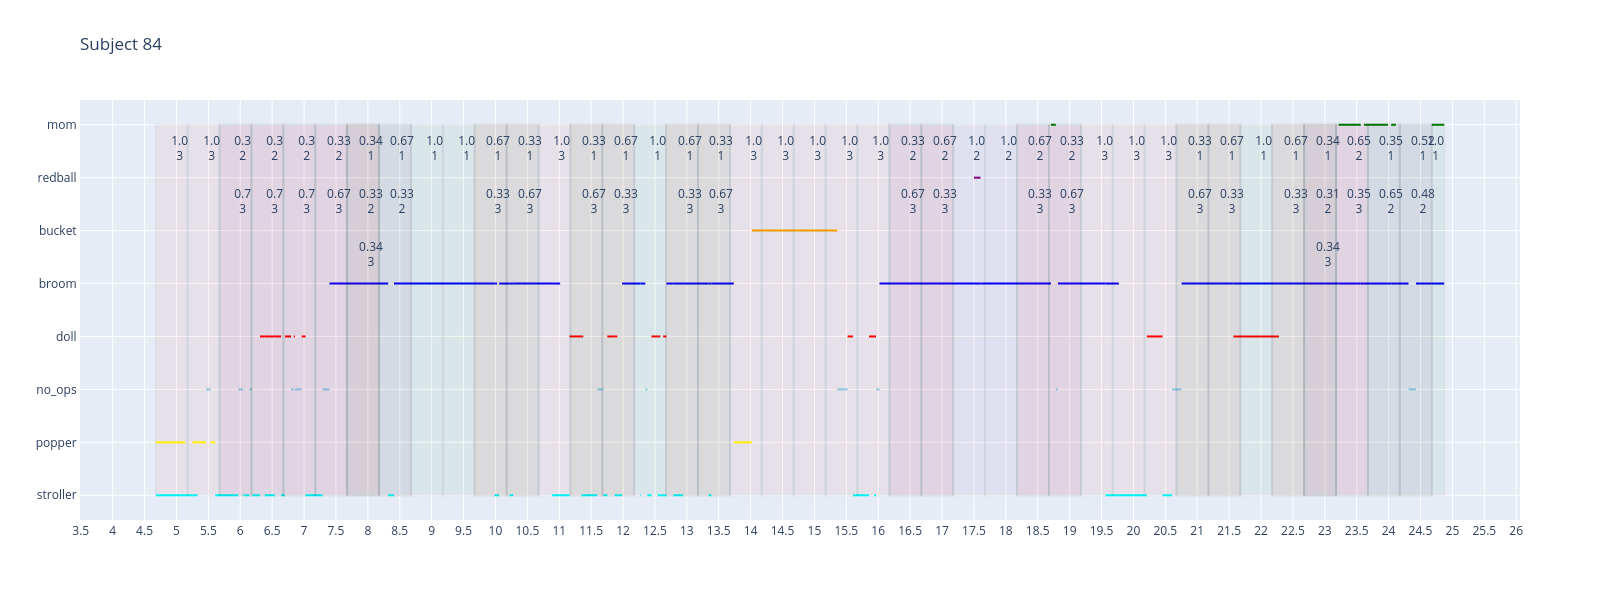 Subject 84
mom
1.0 1.0 0.3 0.3 0.3 0.33 0.34 0.67 1.0 1.0 0.67 0.33 1.0 0.33 0.67 1.0 0.67 0.33 1.0 1.0 1.0 1.0 1.0 0.33 0.67 1.0 1.0 0.67 0.33 1.0 1.0 1.0 0.33 0.67 1.0 0.67 0.34 0.65 0.35 0.52 1.0
3 3 2 2 2 2 1 1 1 1 1 1 3 1 1 1 1 1 3 3 3 3 3 2 2 2 2 2 2 3 3 3 1 1 1 1 1 2 1 1 1
redball
0.7 0.7 0.7 0.67 0.33 0.33 0.33 0.67 0.67 0.33 0.33 0.67 0.67 0.33 0.33 0.67 0.67 0.33 0.33 0.31 0.35 0.65 0.48
3 3 3 3 2 2 3 3 3 3 3 3 3 3 3 3 3 3 3 2 3 2 2
bucket
0.34 0.34
3 3
broom
doll
no_ops
popper
stroller
3.5 4 4.5 5 5.5 6 6.5 7 7.5 8 8.5 9 9.5 10 10.5 11 11.5 12 12.5 13 13.5 14 14.5 15 15.5 16 16.5 17 17.5 18 18.5 19 19.5 20 20.5 21 21.5 22 22.5 23 23.5 24 24.5 25 25.5 26